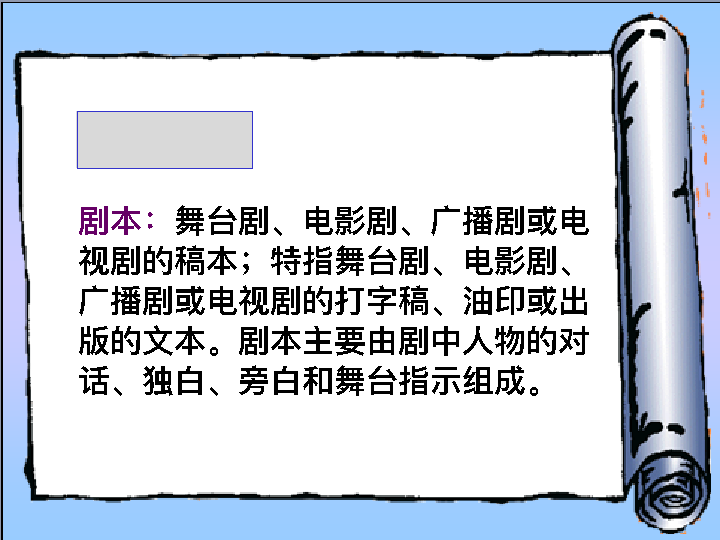 剧本：舞台剧、电影剧、广播剧或电
视剧的稿本；特指舞台剧、电影剧、
广播剧或电视剧的打字稿、油印或出
版的文本。剧本主要由剧中人物的对
话、独白、旁白和舞台指示组成。